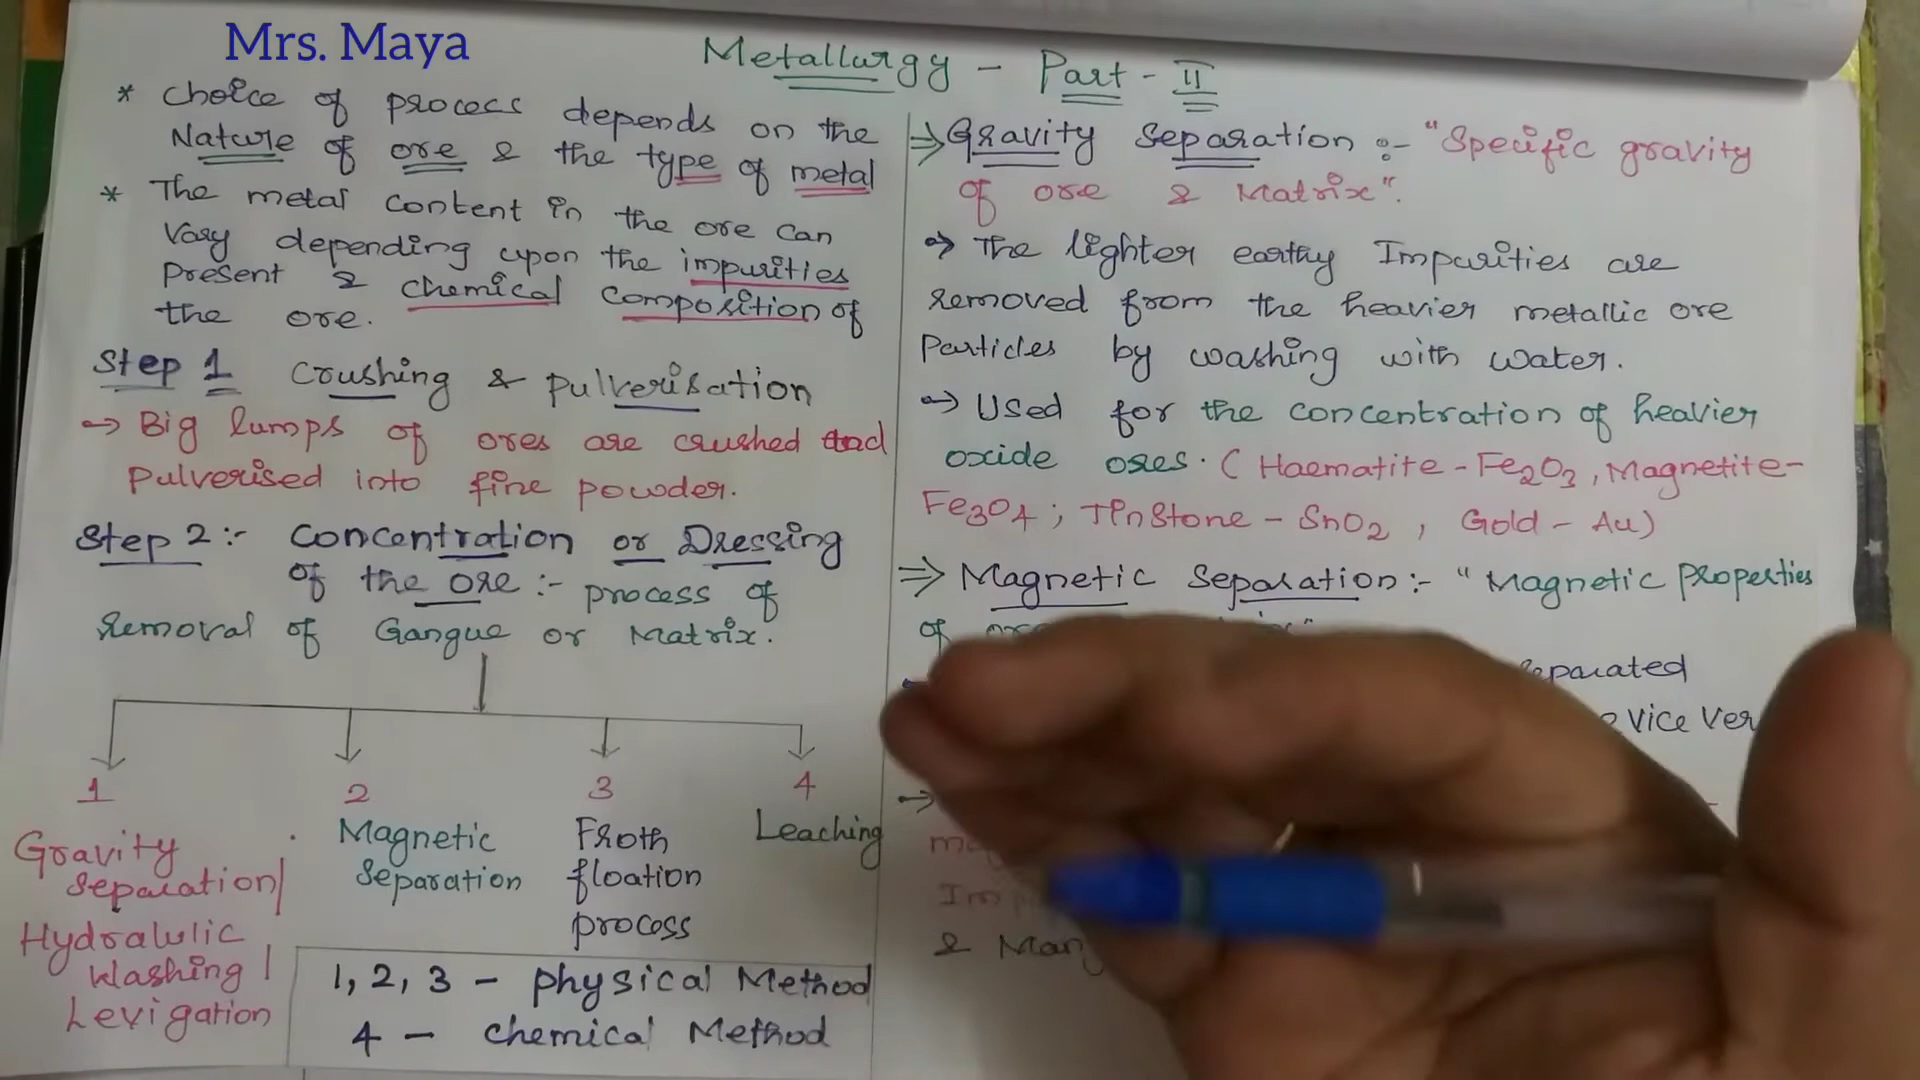 Mrs. Maya
Metallurgy - Part - II
* Choice of process depends on the
Nature of ore & the type of metal
* The metal content in the ore can
Vary depending upon the impurities
present & chemical composition of
the ore.
Step 1 Crushing & pulverisation
→ Big lumps of ores are crushed and
pulverised into fine powder.
Step 2 :- Concentration or Dressing
of the ore :- process of
removal of Gangue or Matrix.
1 2 3 4
Gravity
Separation/
Hydralulic
Washing /
Levigation
Magnetic
Separation
Froth
floation
process
Leaching
1, 2, 3 - physical Method
4 - chemical Method
⇒ Gravity Separation :- "Specific gravity
of ore & Matrix".
→ The lighter earthy Impurities are
removed from the heavier metallic ore
particles by washing with water.
→ Used for the concentration of heavier
oxide ores. (Haematite - Fe2O3, Magnetite -
Fe3O4 ; Tin Stone - SnO2 , Gold - Au)
⇒ Magnetic Separation :- "Magnetic properties
of
separated
vice ver
&